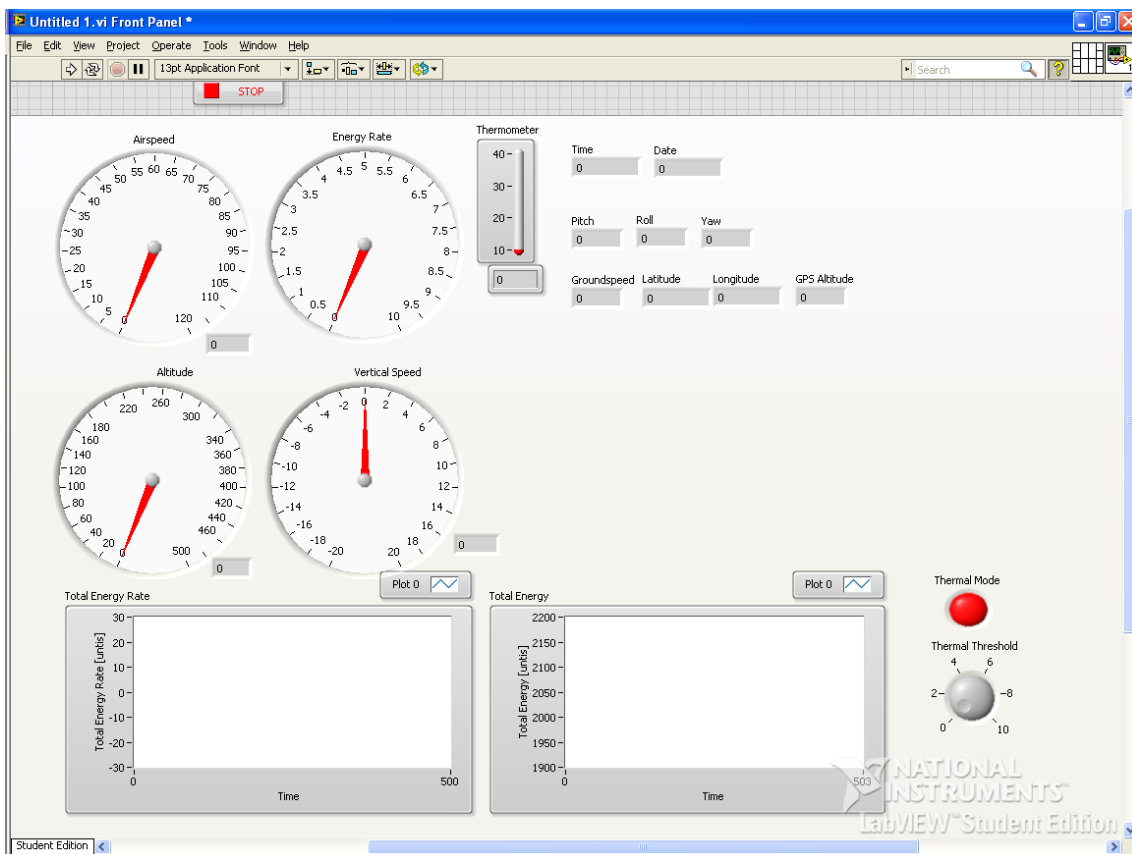 Untitled 1.vi Front Panel *
File Edit View Project Operate Tools Window Help
13pt Application Font
Search
1
STOP
Airspeed
0 5 10 15 20 25 30 35 40 45 50 55 60 65 70 75 80 85 90 95 100 105 110 120
0
Energy Rate
0 0.5 1 1.5 2 2.5 3 3.5 4 4.5 5 5.5 6 6.5 7 7.5 8 8.5 9 9.5 10
Thermometer
40
30
20
10
0
Time Date
0 0
Pitch Roll Yaw
0 0 0
Groundspeed Latitude Longitude GPS Altitude
0 0 0 0
Altitude
0 20 40 60 80 100 120 160 180 220 260 300 340 360 380 400 420 440 460 500
0
Vertical Speed
-20 -18 -16 -14 -12 -10 -8 -6 -4 -2 0 2 4 6 8 10 12 14 16 18 20
0
Plot 0
Total Energy Rate
Total Energy Rate [untis]
30
20
10
0
-10
-20
-30
0 500
Time
Plot 0
Total Energy
Total Energy [untis]
2200
2150
2100
2050
2000
1950
1900
0 503
Time
Thermal Mode
Thermal Threshold
0 2 4 6 8 10
NATIONAL
INSTRUMENTS™
LabVIEW™ Student Edition
Student Edition